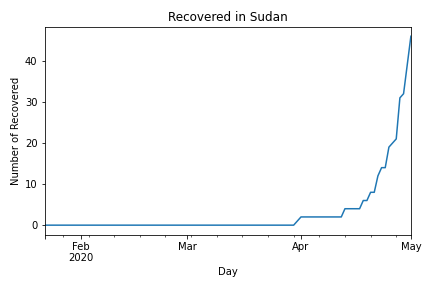 Recovered in Sudan
Number of Recovered
40
30
20
10
0
Feb
2020
Mar
Apr
May
Day